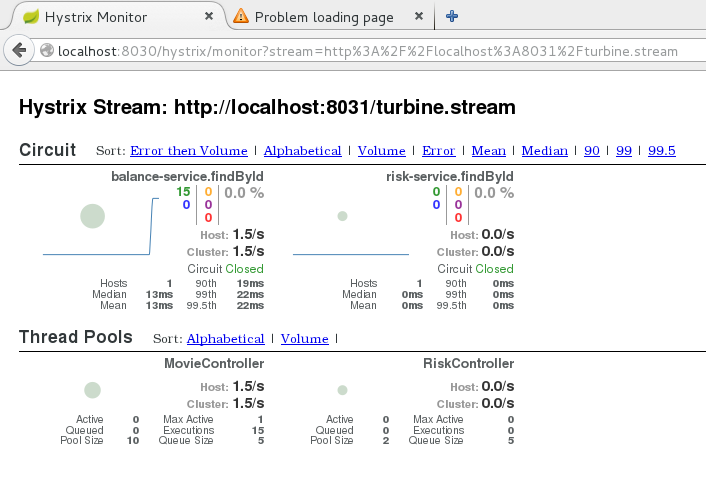 Hystrix Monitor × Problem loading page ×
localhost:8030/hystrix/monitor?stream=http%3A%2F%2Flocalhost%3A8031%2Fturbine.stream
Hystrix Stream: http://localhost:8031/turbine.stream
Circuit Sort: Error then Volume | Alphabetical | Volume | Error | Mean | Median | 90 | 99 | 99.5
balance-service.findById
15 0 0.0 %
0 0
0
Host: 1.5/s
Cluster: 1.5/s
Circuit Closed
Hosts 1 90th 19ms
Median 13ms 99th 22ms
Mean 13ms 99.5th 22ms
risk-service.findById
0 0 0.0 %
0 0
0
Host: 0.0/s
Cluster: 0.0/s
Circuit Closed
Hosts 1 90th 0ms
Median 0ms 99th 0ms
Mean 0ms 99.5th 0ms
Thread Pools Sort: Alphabetical | Volume |
MovieController
Host: 1.5/s
Cluster: 1.5/s
Active 0 Max Active 1
Queued 0 Executions 15
Pool Size 10 Queue Size 5
RiskController
Host: 0.0/s
Cluster: 0.0/s
Active 0 Max Active 0
Queued 0 Executions 0
Pool Size 2 Queue Size 5